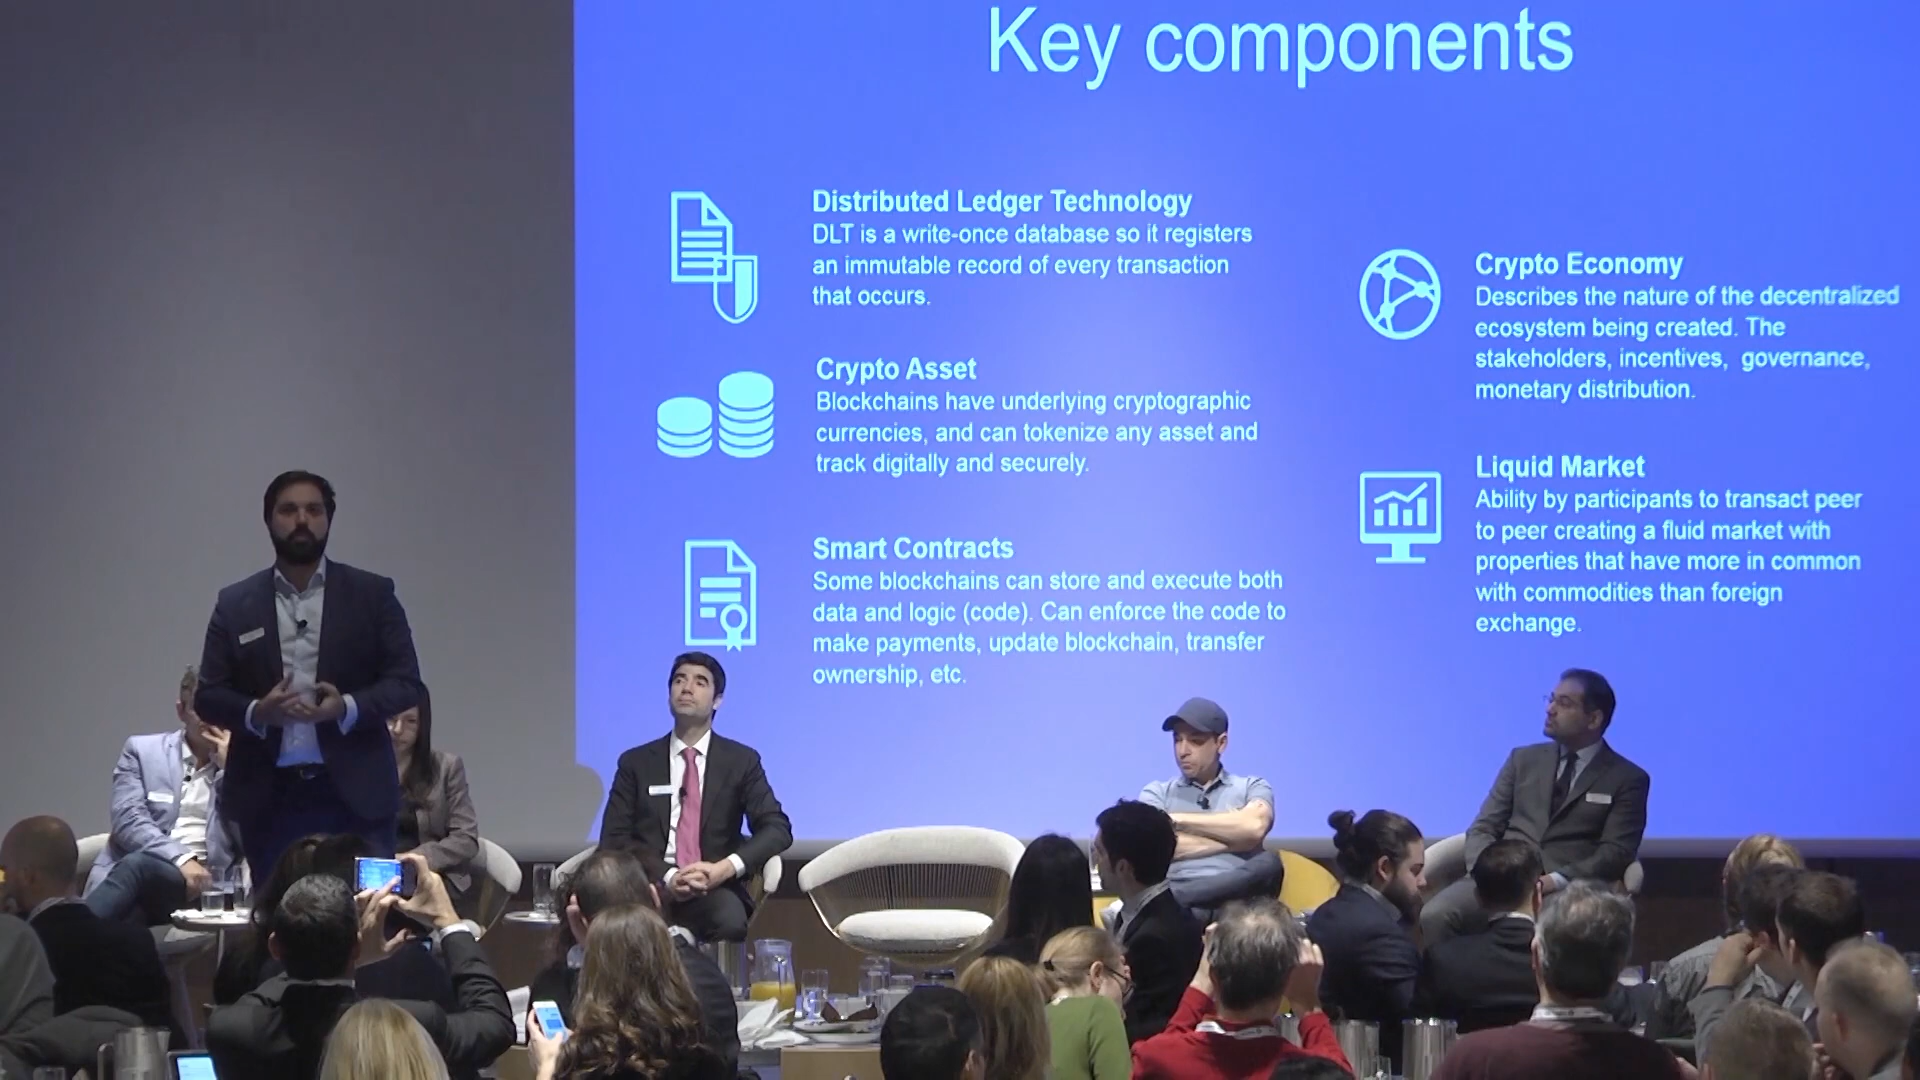 Key components
Distributed Ledger Technology
DLT is a write-once database so it registers
an immutable record of every transaction
that occurs.
Crypto Asset
Blockchains have underlying cryptographic
currencies, and can tokenize any asset and
track digitally and securely.
Smart Contracts
Some blockchains can store and execute both
data and logic (code). Can enforce the code to
make payments, update blockchain, transfer
ownership, etc.
Crypto Economy
Describes the nature of the decentralized
ecosystem being created. The
stakeholders, incentives, governance,
monetary distribution.
Liquid Market
Ability by participants to transact peer
to peer creating a fluid market with
properties that have more in common
with commodities than foreign
exchange.